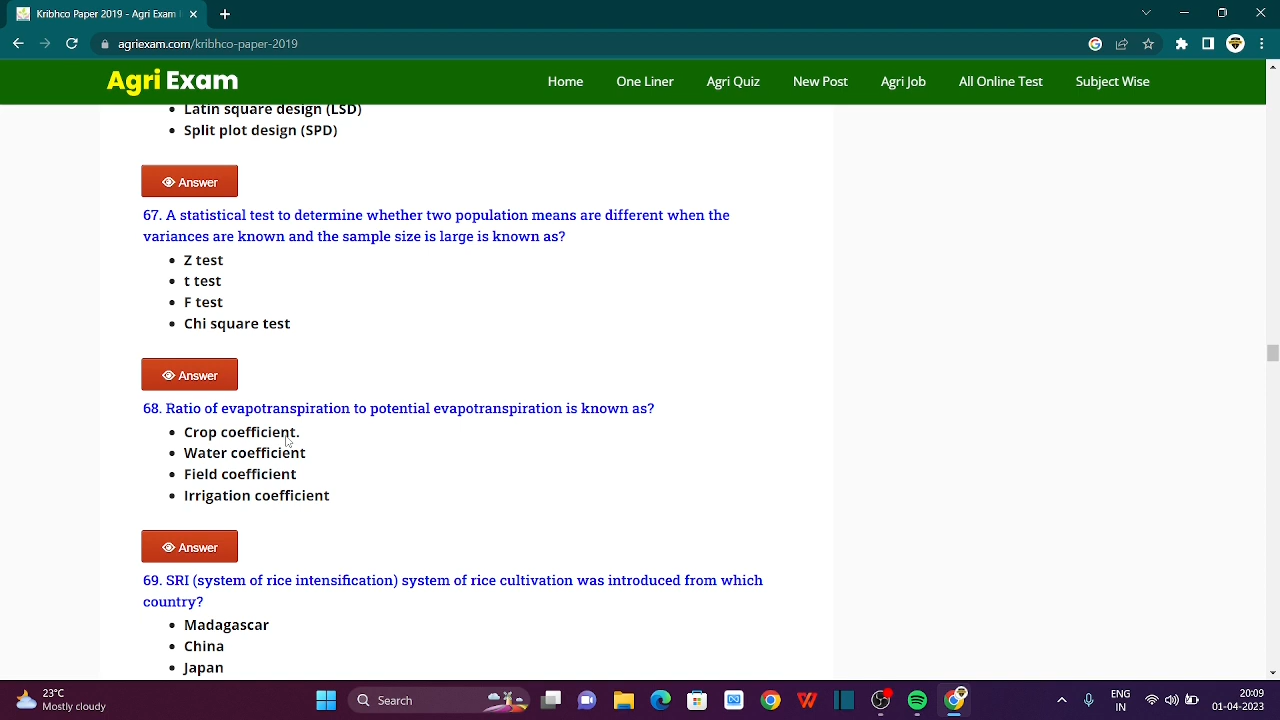 Kribhco Paper 2019 - Agri Exam
agriexam.com/kribhco-paper-2019
Agri Exam
Home
One Liner
Agri Quiz
New Post
Agri Job
All Online Test
Subject Wise
Latin square design (LSD)
Split plot design (SPD)
Answer
67. A statistical test to determine whether two population means are different when the
variances are known and the sample size is large is known as?
Z test
t test
F test
Chi square test
Answer
68. Ratio of evapotranspiration to potential evapotranspiration is known as?
Crop coefficient.
Water coefficient
Field coefficient
Irrigation coefficient
Answer
69. SRI (system of rice intensification) system of rice cultivation was introduced from which
country?
Madagascar
China
Japan
23°C
Mostly cloudy
Search
ENG
IN
20:09
01-04-2023